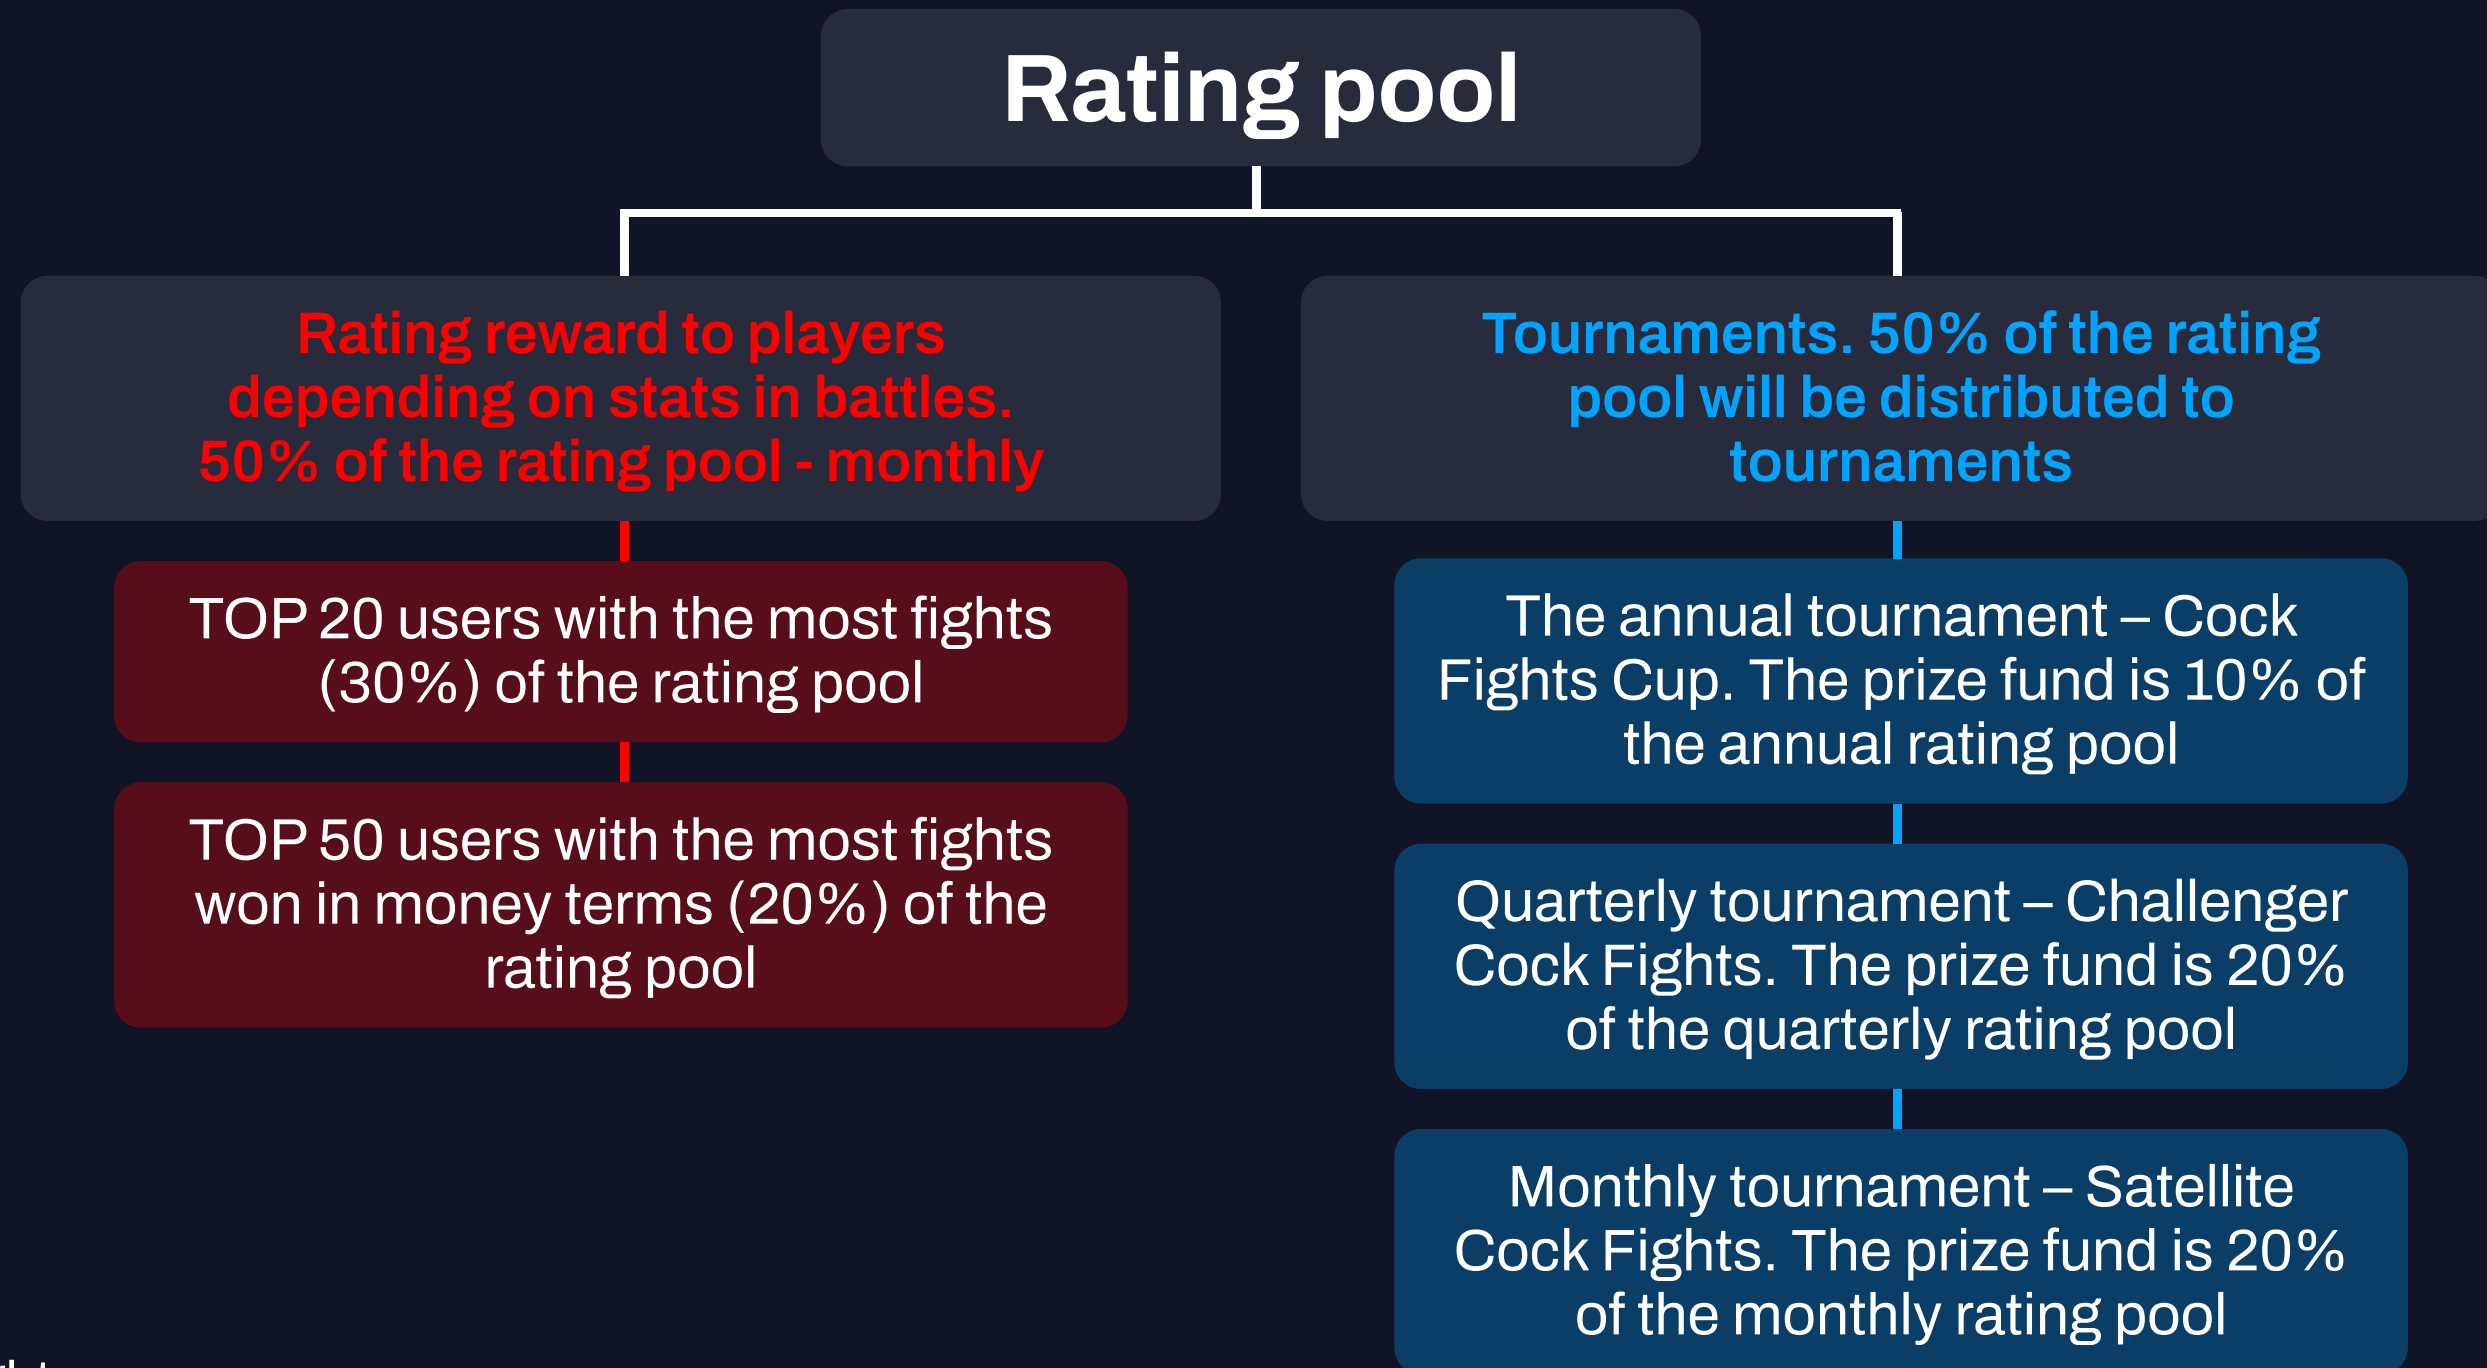 Rating pool
Rating reward to players
depending on stats in battles.
50% of the rating pool - monthly
TOP 20 users with the most fights
(30%) of the rating pool
TOP 50 users with the most fights
won in money terms (20%) of the
rating pool
Tournaments. 50% of the rating
pool will be distributed to
tournaments
The annual tournament – Cock
Fights Cup. The prize fund is 10% of
the annual rating pool
Quarterly tournament – Challenger
Cock Fights. The prize fund is 20%
of the quarterly rating pool
Monthly tournament – Satellite
Cock Fights. The prize fund is 20%
of the monthly rating pool